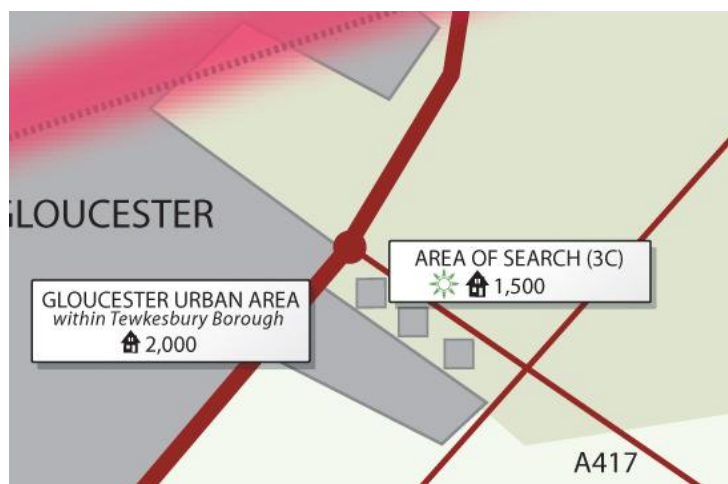 GLOUCESTER
AREA OF SEARCH (3C)
1,500
GLOUCESTER URBAN AREA
within Tewkesbury Borough
2,000
A417